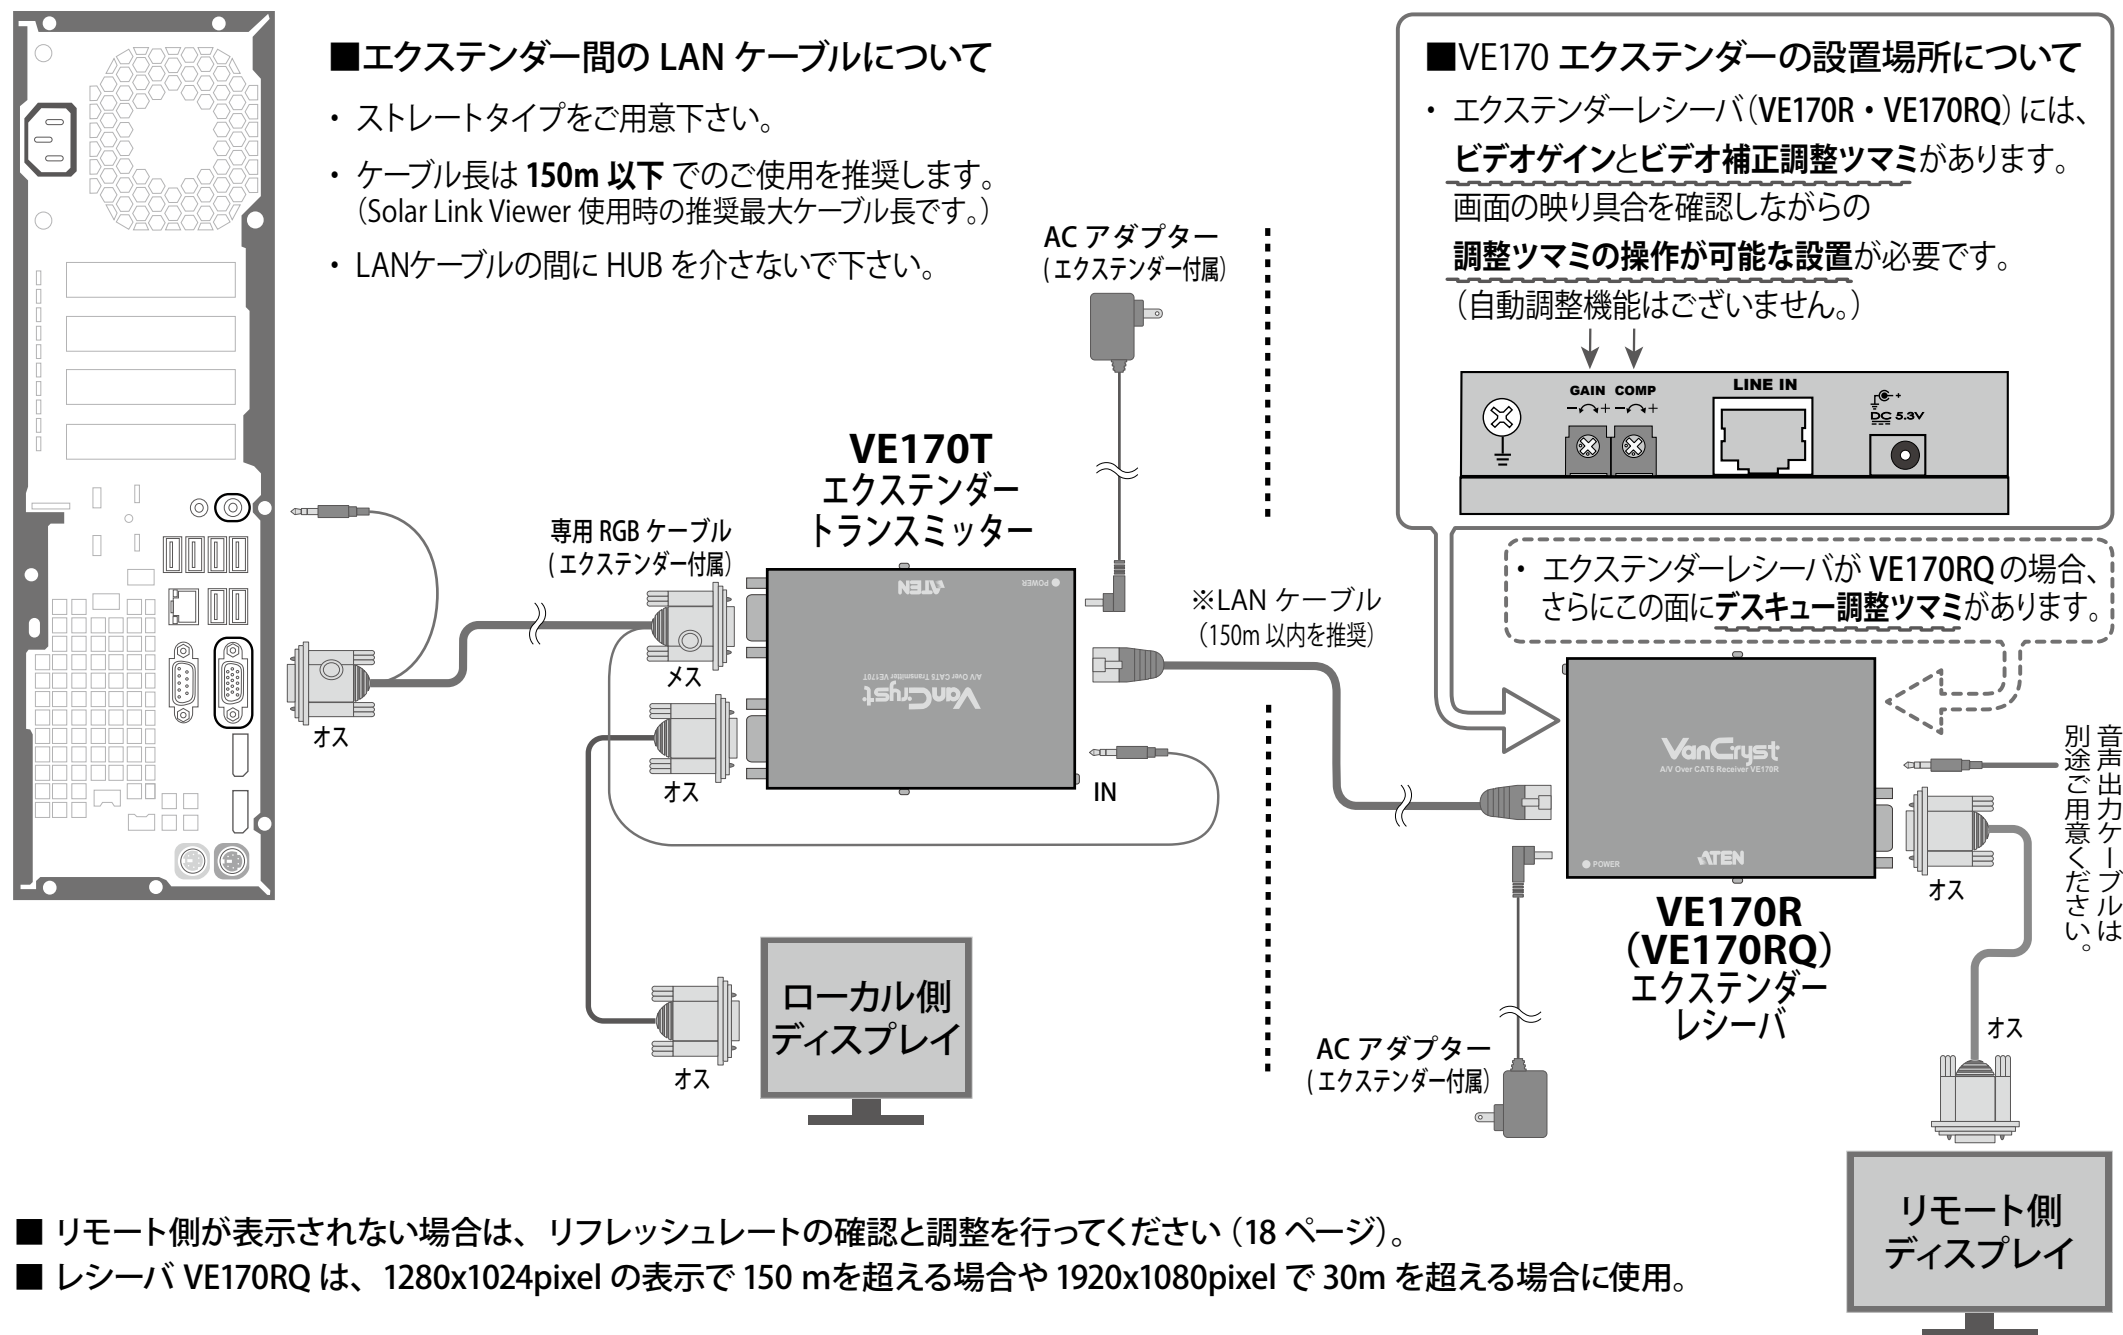 ■エクステンダー間の LAN ケーブルについて
・ ストレートタイプをご用意下さい。
・ ケーブル長は 150m 以下 でのご使用を推奨します。
（Solar Link Viewer 使用時の推奨最大ケーブル長です。）
・ LANケーブルの間に HUB を介さないで下さい。
■VE170 エクステンダーの設置場所について
・ エクステンダーレシーバ（VE170R・VE170RQ）には、
ビデオゲインとビデオ補正調整ツマミがあります。
画面の映り具合を確認しながらの
調整ツマミの操作が可能な設置が必要です。
（自動調整機能はございません。）
GAIN COMP
－ + － +
LINE IN
+
DC 5.3V
・ エクステンダーレシーバが VE170RQ の場合、
さらにこの面にデスキュー調整ツマミがあります。
AC アダプター
(エクステンダー付属)
VE170T
エクステンダー
トランスミッター
専用 RGB ケーブル
(エクステンダー付属)
ATEN
POWER
VanCryst
A/V Over CAT5 Transmitter VE170T
メス
オス
オス
IN
※LAN ケーブル
（150m 以内を推奨）
VanCryst
A/V Over CAT5 Receiver VE170R
POWER
ATEN
オス
音声出力ケーブルは
別途ご用意ください。
VE170R
（VE170RQ）
エクステンダー
レシーバ
ローカル側
ディスプレイ
オス
AC アダプター
(エクステンダー付属)
オス
リモート側
ディスプレイ
■ リモート側が表示されない場合は、リフレッシュレートの確認と調整を行ってください（18 ページ）。
■ レシーバ VE170RQ は、1280x1024pixel の表示で 150 mを超える場合や 1920x1080pixel で 30m を超える場合に使用。